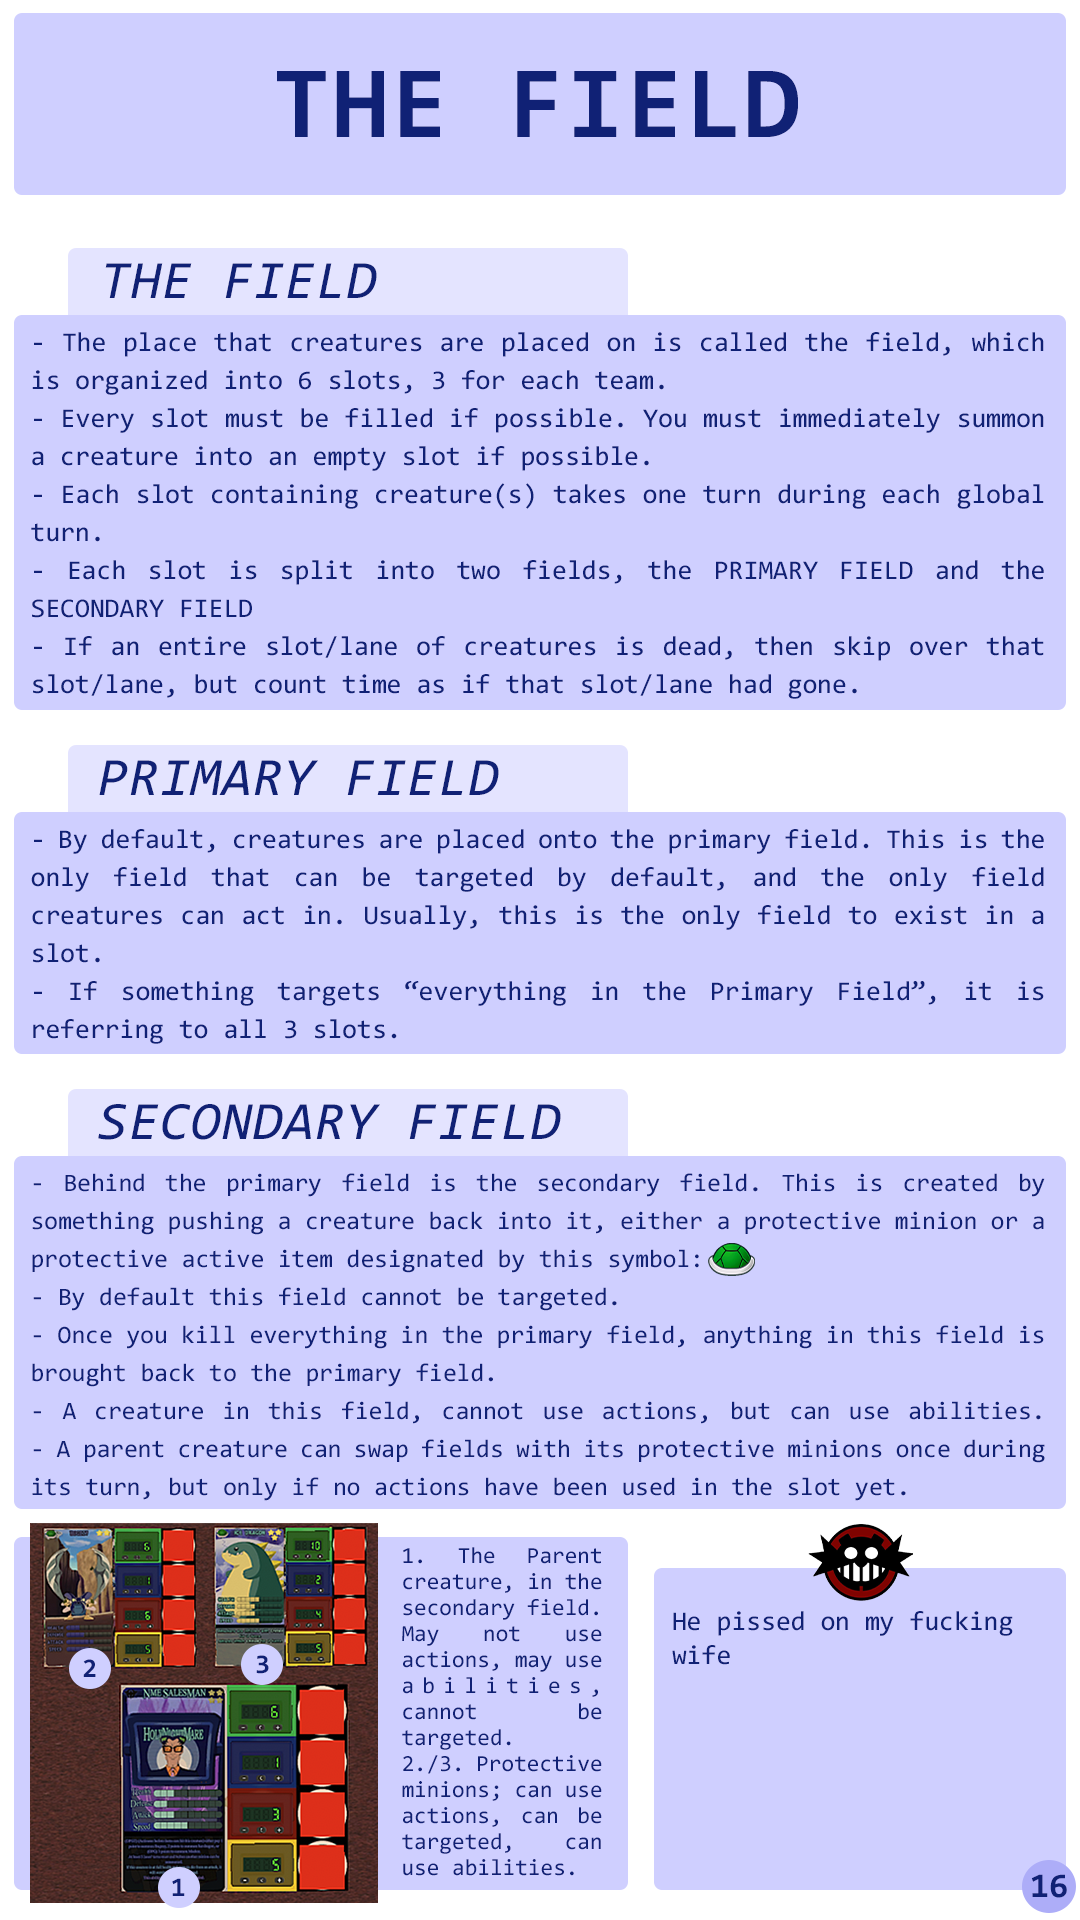 THE FIELD
THE FIELD
- The place that creatures are placed on is called the field, which
is organized into 6 slots, 3 for each team.
- Every slot must be filled if possible. You must immediately summon
a creature into an empty slot if possible.
- Each slot containing creature(s) takes one turn during each global
turn.
- Each slot is split into two fields, the PRIMARY FIELD and the
SECONDARY FIELD
- If an entire slot/lane of creatures is dead, then skip over that
slot/lane, but count time as if that slot/lane had gone.
PRIMARY FIELD
- By default, creatures are placed onto the primary field. This is the
only field that can be targeted by default, and the only field
creatures can act in. Usually, this is the only field to exist in a
slot.
- If something targets “everything in the Primary Field”, it is
referring to all 3 slots.
SECONDARY FIELD
- Behind the primary field is the secondary field. This is created by
something pushing a creature back into it, either a protective minion or a
protective active item designated by this symbol:
- By default this field cannot be targeted.
- Once you kill everything in the primary field, anything in this field is
brought back to the primary field.
- A creature in this field, cannot use actions, but can use abilities.
- A parent creature can swap fields with its protective minions once during
its turn, but only if no actions have been used in the slot yet.
6
1
6
5
10
2
4
5
2
3
NME SALESMAN
HOLYNIGHTMARE
Attack
Speed
6
1
3
5
1
1. The Parent
creature, in the
secondary field.
May not use
actions, may use
abilities,
cannot be
targeted.
2./3. Protective
minions; can use
actions, can be
targeted, can
use abilities.
He pissed on my fucking
wife
16